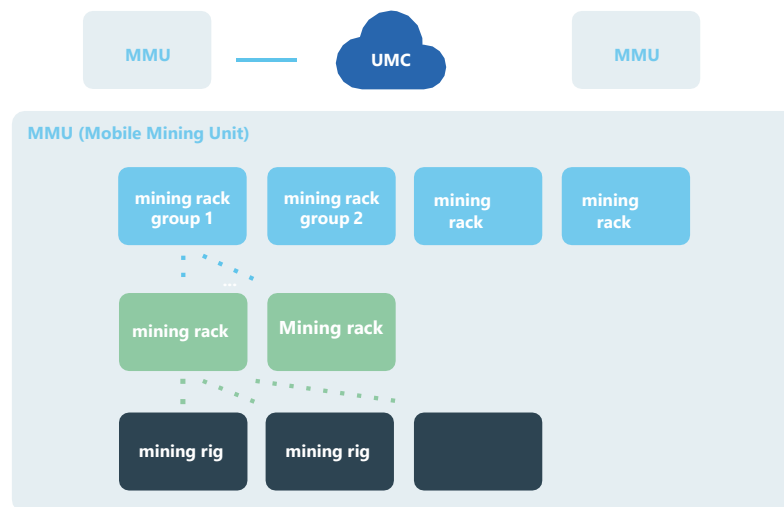 MMU
UMC
MMU
MMU (Mobile Mining Unit)
mining rack
group 1
mining rack
group 2
mining
rack
mining
rack
...
mining rack
Mining rack
mining rig
mining rig